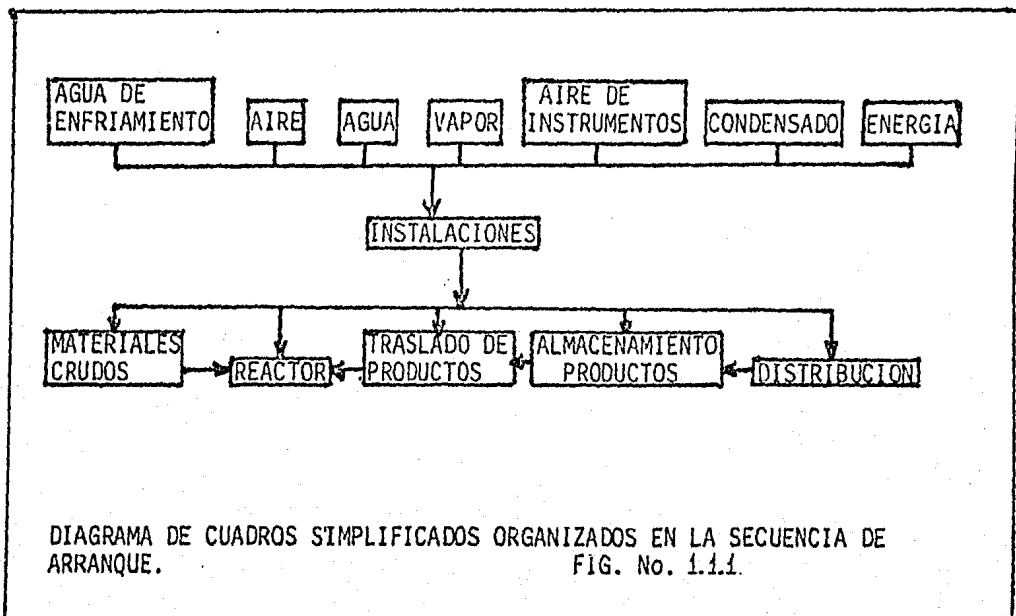 AGUA DE
ENFRIAMIENTO
AIRE
AGUA
VAPOR
AIRE DE
INSTRUMENTOS
CONDENSADO
ENERGIA
INSTALACIONES
MATERIALES
CRUDOS
REACTOR
TRASLADO DE
PRODUCTOS
ALMACENAMIENTO
PRODUCTOS
DISTRIBUCION
DIAGRAMA DE CUADROS SIMPLIFICADOS ORGANIZADOS EN LA SECUENCIA DE
ARRANQUE. FIG. No. 1.1.1.